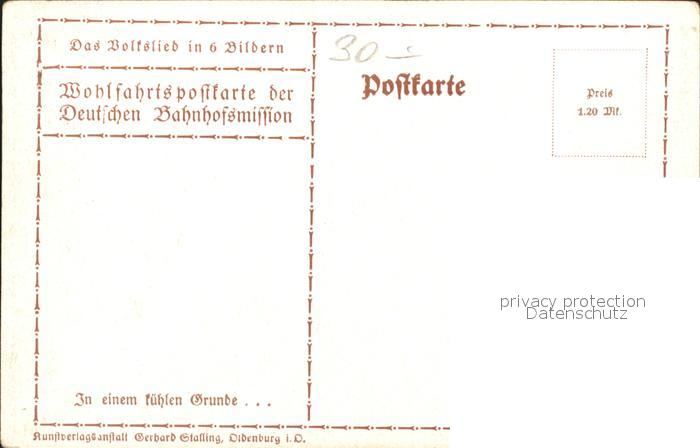 Das Volkslied in 6 Bildern
Wohlfahrtspostkarte der
Deutschen Bahnhofsmission
30.-
Postkarte
Preis
1.20 Mk.
privacy protection
Datenschutz
In einem kühlen Grunde . . .
Kunstverlagsanstalt Gerhard Stalling, Oldenburg i. O.